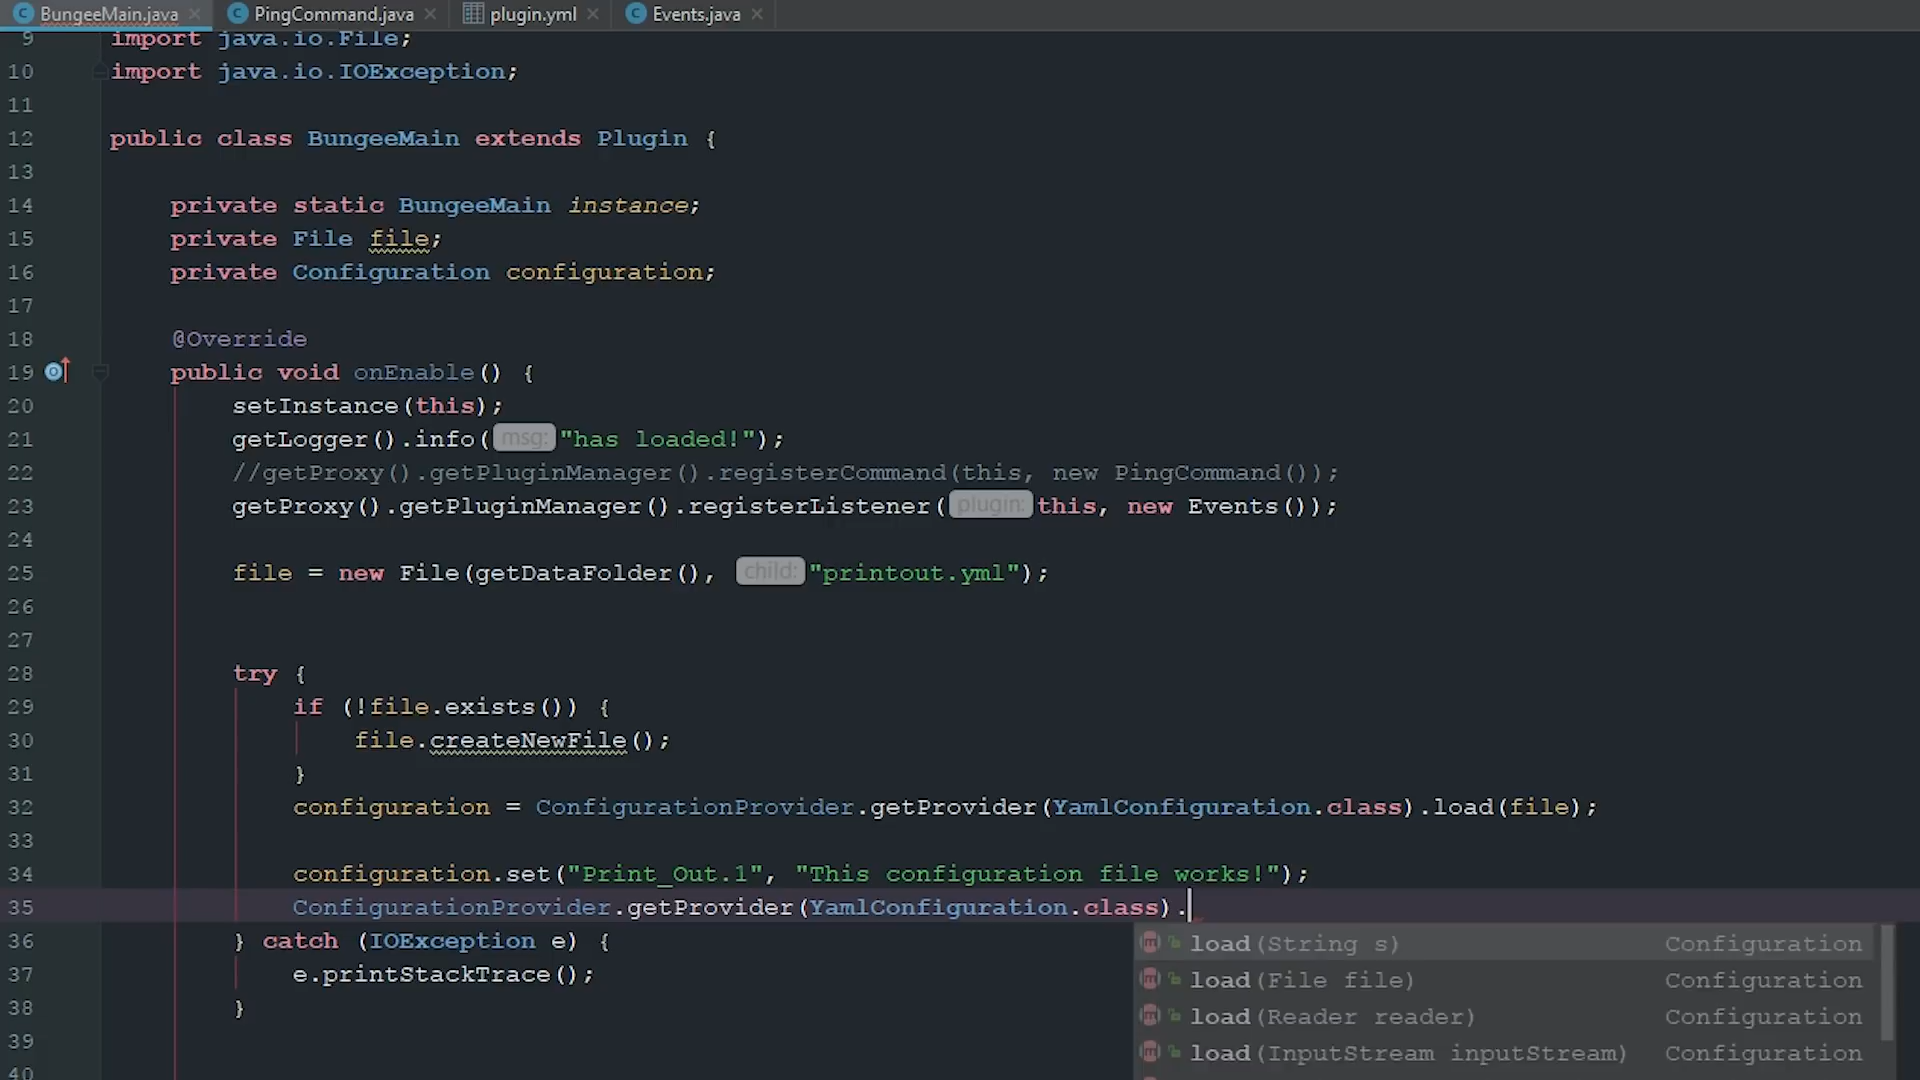 BungeeMain.java PingCommand.java plugin.yml Events.java
9 import java.io.File;
10 import java.io.IOException;
11
12 public class BungeeMain extends Plugin {
13
14 private static BungeeMain instance;
15 private File file;
16 private Configuration configuration;
17
18 @Override
19 public void onEnable() {
20 setInstance(this);
21 getLogger().info( msg: "has loaded!");
22 //getProxy().getPluginManager().registerCommand(this, new PingCommand());
23 getProxy().getPluginManager().registerListener( plugin: this, new Events());
24
25 file = new File(getDataFolder(), child: "printout.yml");
26
27
28 try {
29 if (!file.exists()) {
30 file.createNewFile();
31 }
32 configuration = ConfigurationProvider.getProvider(YamlConfiguration.class).load(file);
33
34 configuration.set("Print_Out.1", "This configuration file works!");
35 ConfigurationProvider.getProvider(YamlConfiguration.class).
36 } catch (IOException e) {
load(String s) Configuration
37 e.printStackTrace();
load(File file) Configuration
38 }
load(Reader reader) Configuration
39
load(InputStream inputStream) Configuration
40